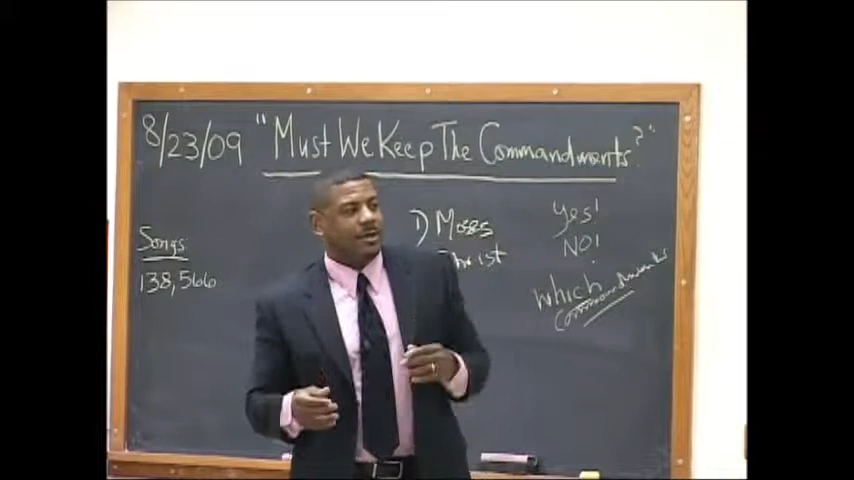 8/23/09 "Must We Keep The Commandments?"
Songs
138,566
1) Moses
Christ
Yes!
NO!
which
Commandments